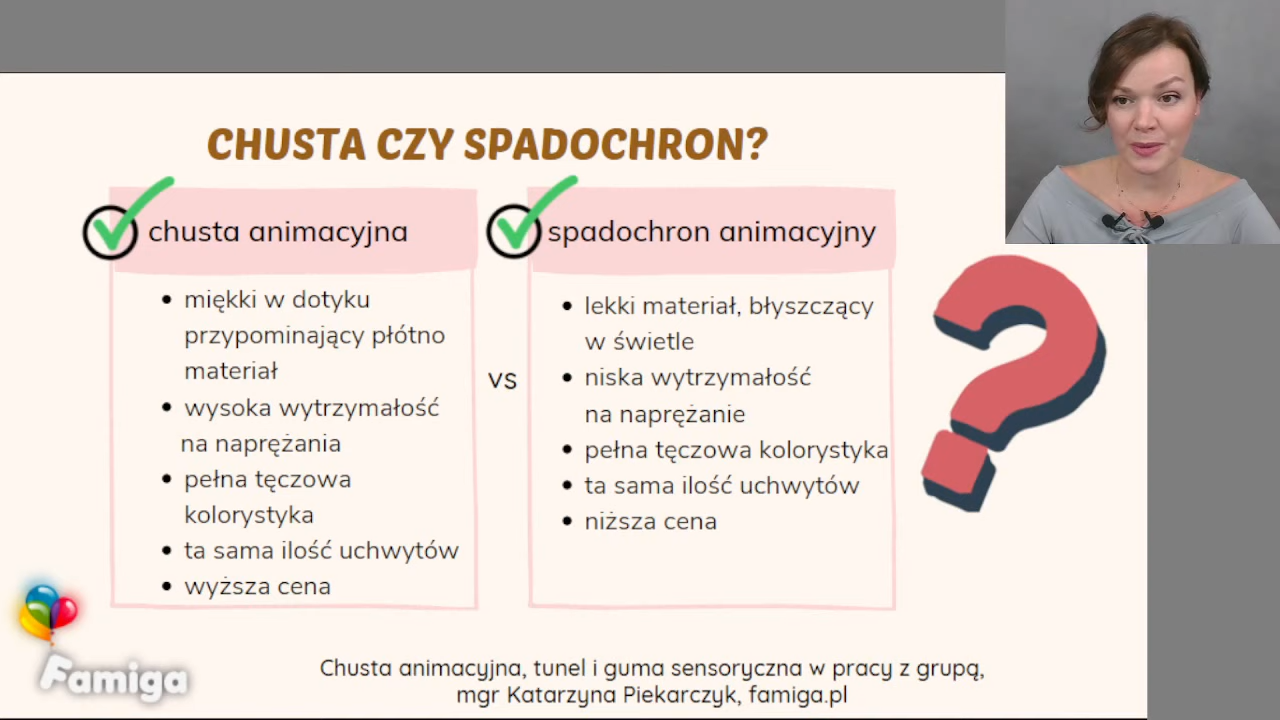 CHUSTA CZY SPADOCHRON?
chusta animacyjna
• miękki w dotyku
przypominający płótno
materiał
• wysoka wytrzymałość
na naprężania
• pełna tęczowa
kolorystyka
• ta sama ilość uchwytów
• wyższa cena
vs
spadochron animacyjny
• lekki materiał, błyszczący
w świetle
• niska wytrzymałość
na naprężanie
• pełna tęczowa kolorystyka
• ta sama ilość uchwytów
• niższa cena
?
Famiga
Chusta animacyjna, tunel i guma sensoryczna w pracy z grupą,
mgr Katarzyna Piekarczyk, famiga.pl